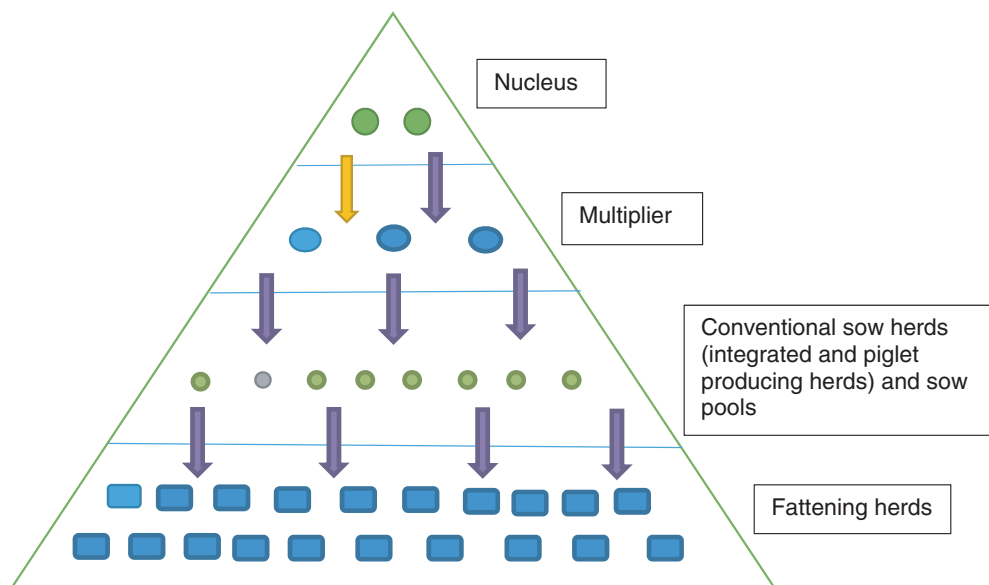 Nucleus
Multiplier
Conventional sow herds
(integrated and piglet
producing herds) and sow
pools
Fattening herds